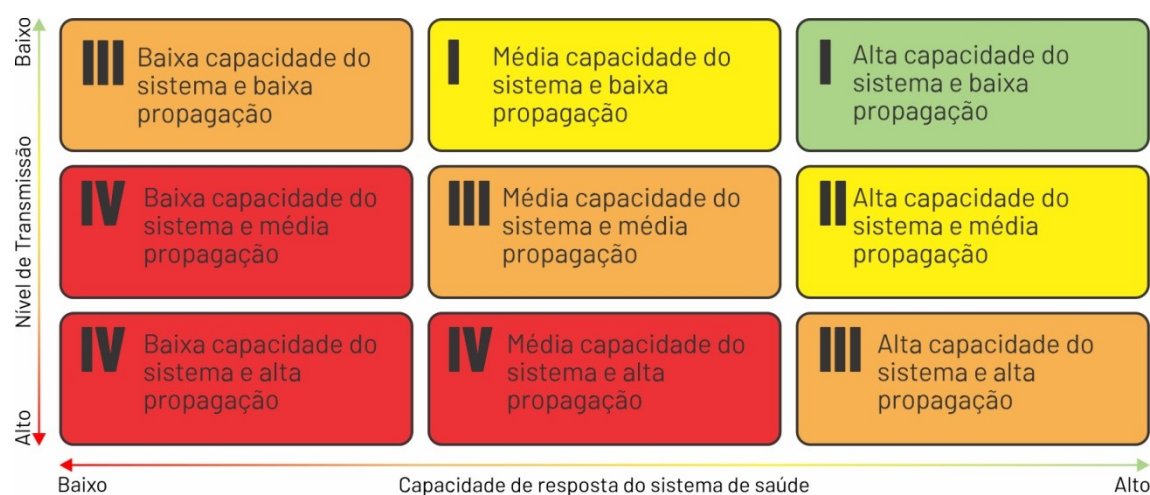 Baixo
Nível de Transmissão
Alto
III Baixa capacidade do
sistema e baixa
propagação
I Média capacidade do
sistema e baixa
propagação
I Alta capacidade do
sistema e baixa
propagação
IV Baixa capacidade do
sistema e média
propagação
III Média capacidade do
sistema e média
propagação
II Alta capacidade do
sistema e média
propagação
IV Baixa capacidade do
sistema e alta
propagação
IV Média capacidade do
sistema e alta
propagação
III Alta capacidade do
sistema e alta
propagação
Baixo
Capacidade de resposta do sistema de saúde
Alto